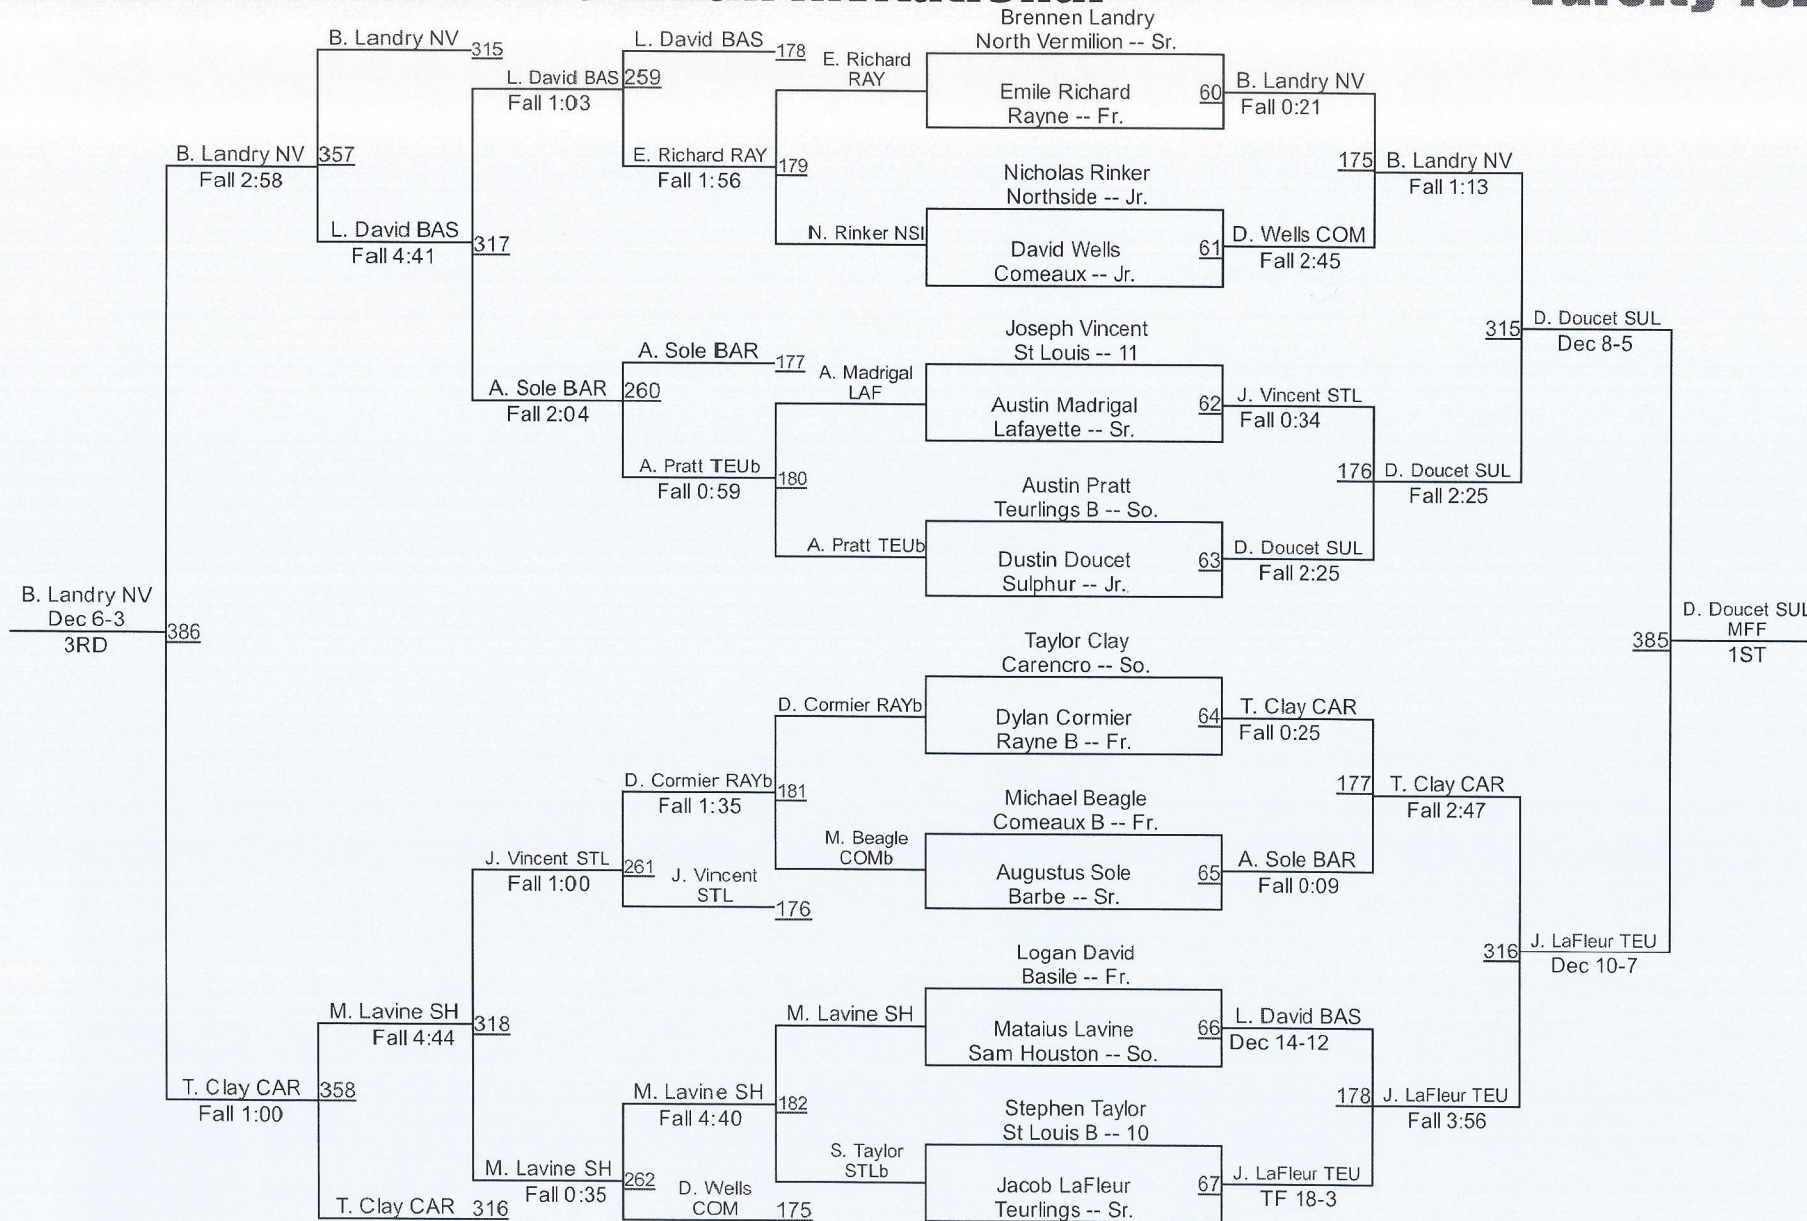 B. Landry NV
315
L. David BAS
178
L. David BAS
259
Fall 1:03
E. Richard
RAY
Brennen Landry
North Vermilion -- Sr.
Emile Richard
Rayne -- Fr.
60
B. Landry NV
Fall 0:21
B. Landry NV
357
Fall 2:58
E. Richard RAY
179
Fall 1:56
Nicholas Rinker
Northside -- Jr.
175
B. Landry NV
Fall 1:13
L. David BAS
317
Fall 4:41
N. Rinker NSI
David Wells
Comeaux -- Jr.
61
D. Wells COM
Fall 2:45
Joseph Vincent
St Louis -- 11
315
D. Doucet SUL
Dec 8-5
A. Sole BAR
177
A. Sole BAR
260
Fall 2:04
A. Madrigal
LAF
Austin Madrigal
Lafayette -- Sr.
62
J. Vincent STL
Fall 0:34
A. Pratt TEUb
180
Fall 0:59
Austin Pratt
Teurlings B -- So.
176
D. Doucet SUL
Fall 2:25
A. Pratt TEUb
Dustin Doucet
Sulphur -- Jr.
63
D. Doucet SUL
Fall 2:25
B. Landry NV
Dec 6-3
3RD
386
Taylor Clay
Carencro -- So.
385
D. Doucet SUL
MFF
1ST
D. Cormier RAYb
Dylan Cormier
Rayne B -- Fr.
64
T. Clay CAR
Fall 0:25
D. Cormier RAYb
181
Fall 1:35
Michael Beagle
Comeaux B -- Fr.
177
T. Clay CAR
Fall 2:47
J. Vincent STL
261
Fall 1:00
J. Vincent
STL
176
M. Beagle
COMb
Augustus Sole
Barbe -- Sr.
65
A. Sole BAR
Fall 0:09
Logan David
Basile -- Fr.
316
J. LaFleur TEU
Dec 10-7
M. Lavine SH
318
Fall 4:44
M. Lavine SH
Mataius Lavine
Sam Houston -- So.
66
L. David BAS
Dec 14-12
T. Clay CAR
358
Fall 1:00
M. Lavine SH
182
Fall 4:40
Stephen Taylor
St Louis B -- 10
178
J. LaFleur TEU
Fall 3:56
M. Lavine SH
262
Fall 0:35
D. Wells
COM
175
S. Taylor
STLb
Jacob LaFleur
Teurlings -- Sr.
67
J. LaFleur TEU
TF 18-3
T. Clay CAR
316